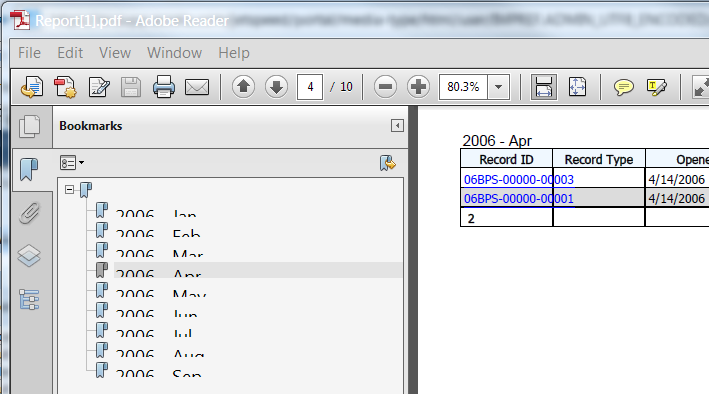 Report[1].pdf - Adobe Reader
File Edit View Window Help
4 / 10 80.3%
Bookmarks
2006 Jan
2006 Feb
2006 Mar
2006 Apr
2006 May
2006 Jun
2006 Jul
2006 Aug
2006 Sep
2006 - Apr
Record ID Record Type Opene
06BPS-00000-00003 4/14/2006
06BPS-00000-00001 4/14/2006
2